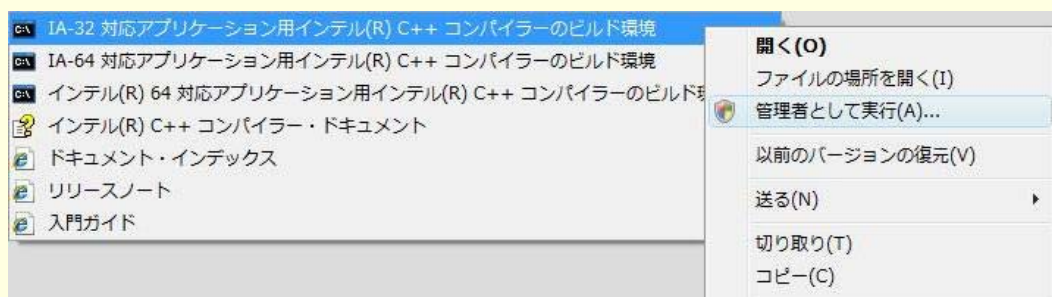 IA-32 対応アプリケーション用インテル(R) C++ コンパイラーのビルド環境
IA-64 対応アプリケーション用インテル(R) C++ コンパイラーのビルド環境
インテル(R) 64 対応アプリケーション用インテル(R) C++ コンパイラーのビルド
インテル(R) C++ コンパイラー・ドキュメント
ドキュメント・インデックス
リリースノート
入門ガイド
開く(O)
ファイルの場所を開く(I)
管理者として実行(A)...
以前のバージョンの復元(V)
送る(N)
切り取り(T)
コピー(C)